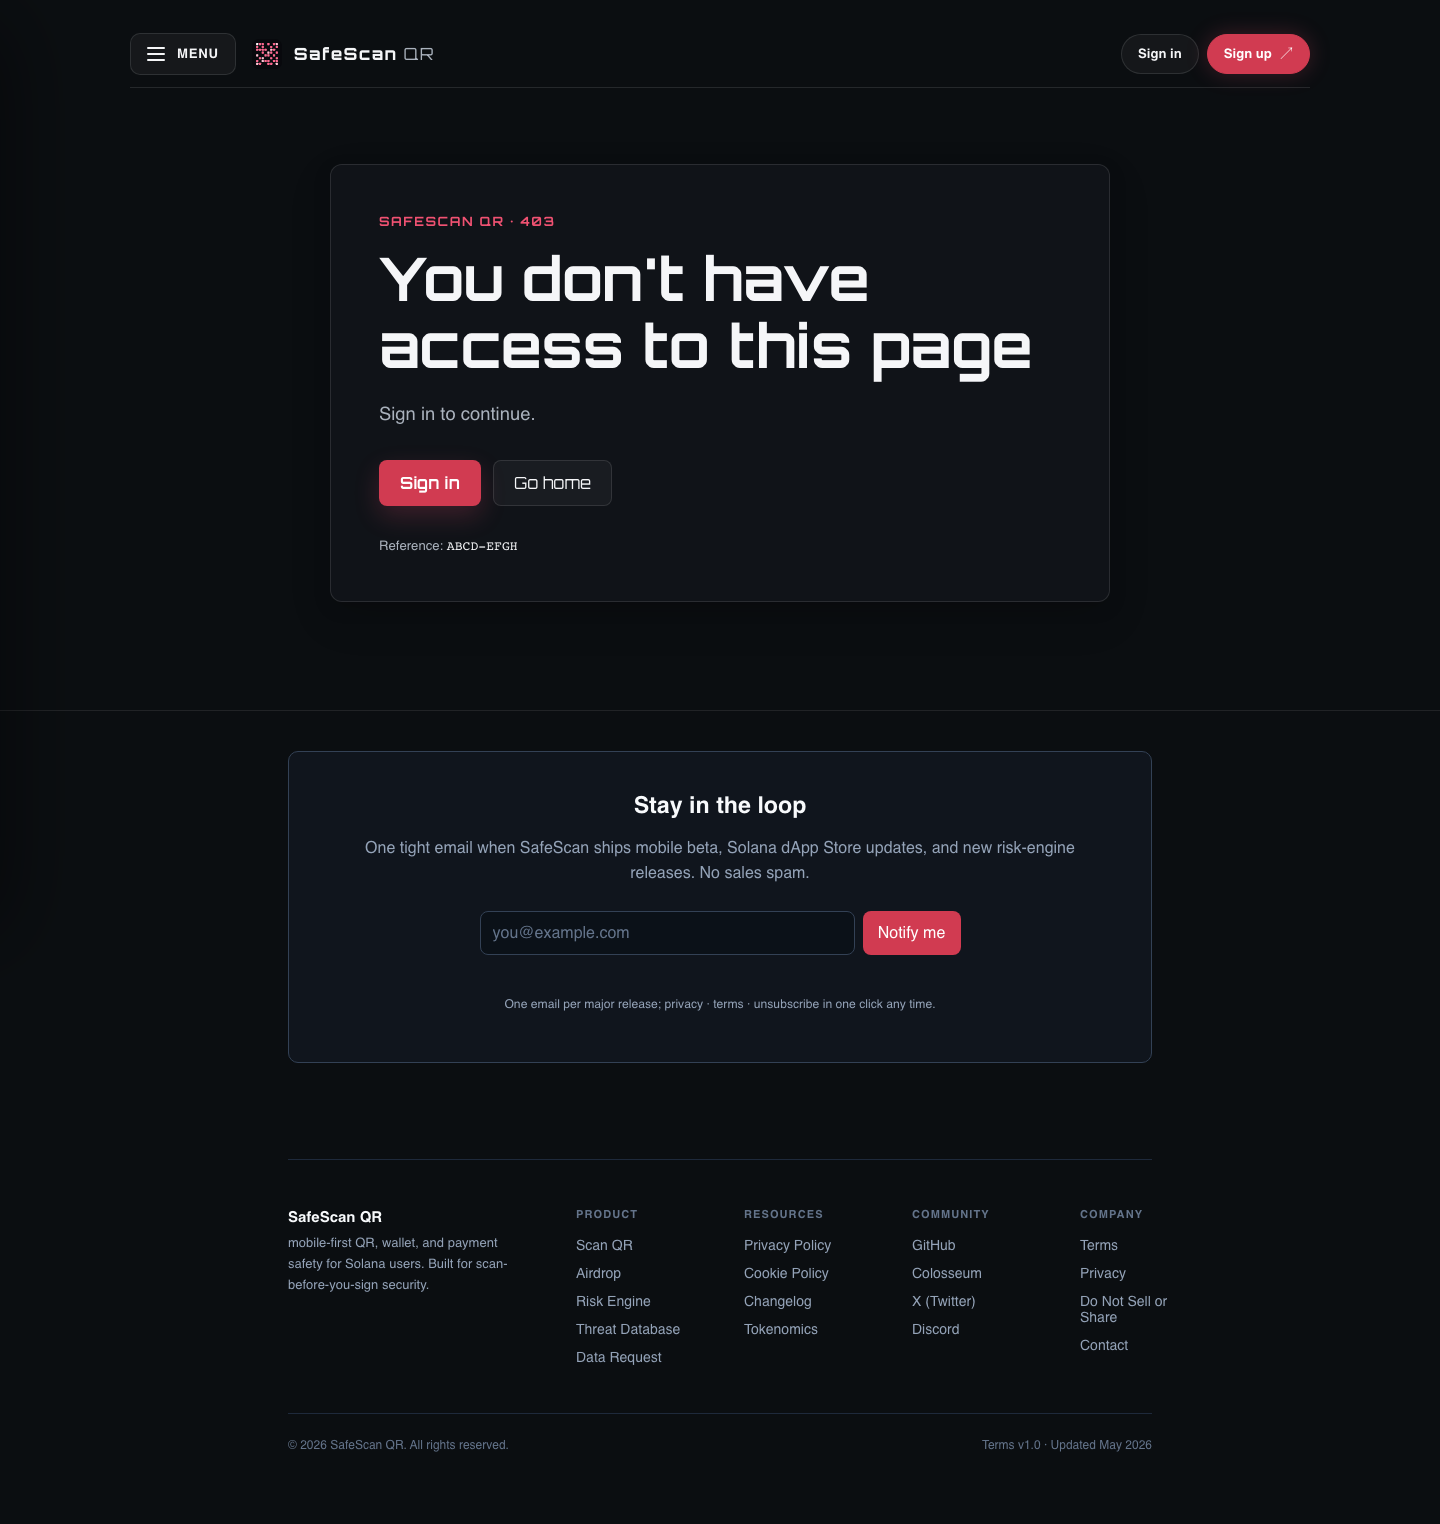 MENU
SafeScan QR
Sign in
Sign up ↗
SAFESCAN QR · 403
You don't have
access to this page
Sign in to continue.
Sign in
Go home
Reference: ABCD-EFGH
Stay in the loop
One tight email when SafeScan ships mobile beta, Solana dApp Store updates, and new risk-engine
releases. No sales spam.
you@example.com
Notify me
One email per major release; privacy · terms · unsubscribe in one click any time.
SafeScan QR
mobile-first QR, wallet, and payment
safety for Solana users. Built for scan-
before-you-sign security.
PRODUCT
Scan QR
Airdrop
Risk Engine
Threat Database
Data Request
RESOURCES
Privacy Policy
Cookie Policy
Changelog
Tokenomics
COMMUNITY
GitHub
Colosseum
X (Twitter)
Discord
COMPANY
Terms
Privacy
Do Not Sell or
Share
Contact
© 2026 SafeScan QR. All rights reserved.
Terms v1.0 · Updated May 2026